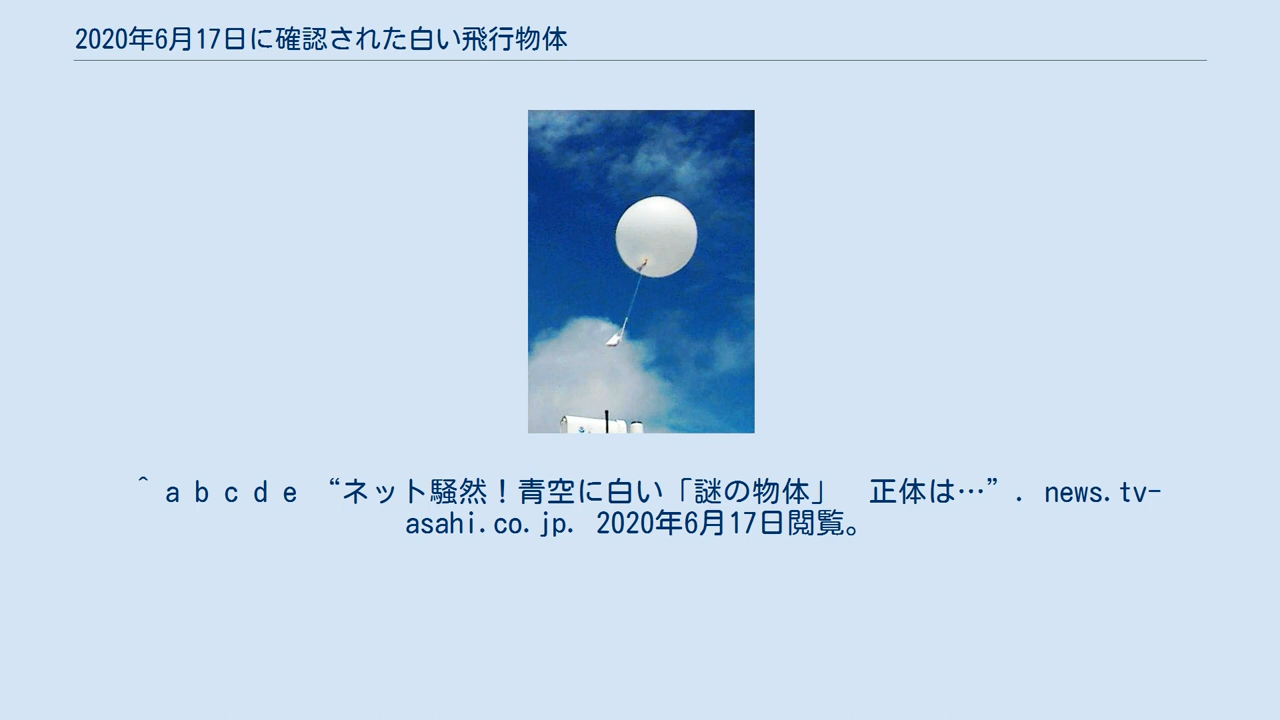 2020年6月17日に確認された白い飛行物体
^ a b c d e “ネット騒然！青空に白い「謎の物体」　正体は…”. news.tv-
asahi.co.jp. 2020年6月17日閲覧。